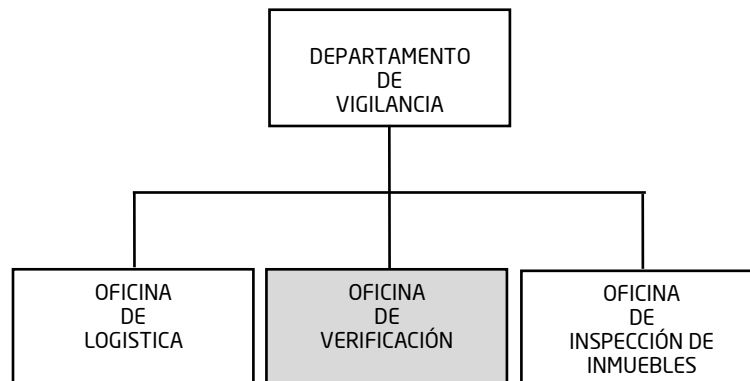 DEPARTAMENTO
DE
VIGILANCIA
OFICINA
DE
LOGISTICA
OFICINA
DE
VERIFICACIÓN
OFICINA
DE
INSPECCIÓN DE
INMUEBLES